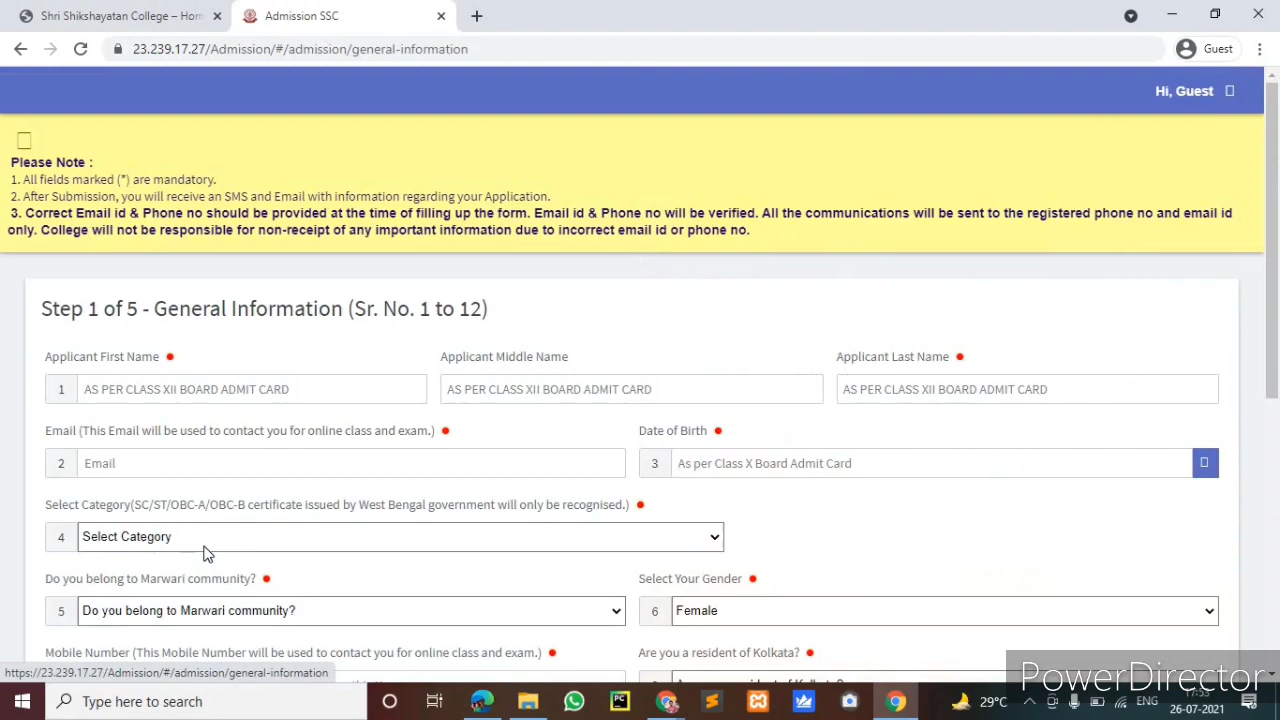 Shri Shikshayatan College – Hom
Admission SSC
23.239.17.27/Admission/#/admission/general-information
Guest
Hi, Guest
Please Note :
1. All fields marked (*) are mandatory.
2. After Submission, you will receive an SMS and Email with information regarding your Application.
3. Correct Email id & Phone no should be provided at the time of filling up the form. Email id & Phone no will be verified. All the communications will be sent to the registered phone no and email id
only. College will not be responsible for non-receipt of any important information due to incorrect email id or phone no.
Step 1 of 5 - General Information (Sr. No. 1 to 12)
Applicant First Name Applicant Middle Name Applicant Last Name
1 AS PER CLASS XII BOARD ADMIT CARD AS PER CLASS XII BOARD ADMIT CARD AS PER CLASS XII BOARD ADMIT CARD
Email (This Email will be used to contact you for online class and exam.) Date of Birth
2 Email 3 As per Class X Board Admit Card
Select Category(SC/ST/OBC-A/OBC-B certificate issued by West Bengal government will only be recognised.)
4 Select Category
Do you belong to Marwari community? Select Your Gender
5 Do you belong to Marwari community? 6 Female
Mobile Number (This Mobile Number will be used to contact you for online class and exam.) Are you a resident of Kolkata?
https://23.239.17.27/Admission/#/admission/general-information
PowerDirector
Type here to search
29°C
ENG
17:53
26-07-2021